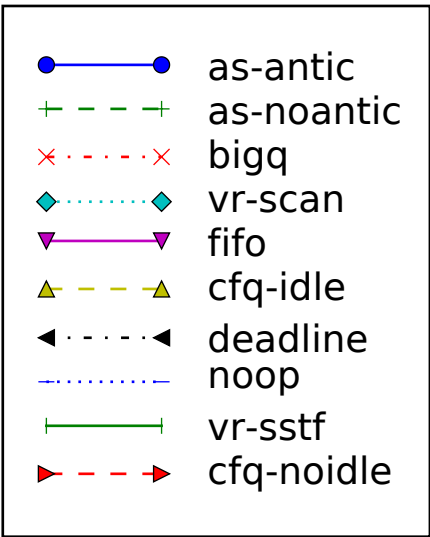 as-antic
as-noantic
bigq
vr-scan
fifo
cfq-idle
deadline
noop
vr-sstf
cfq-noidle